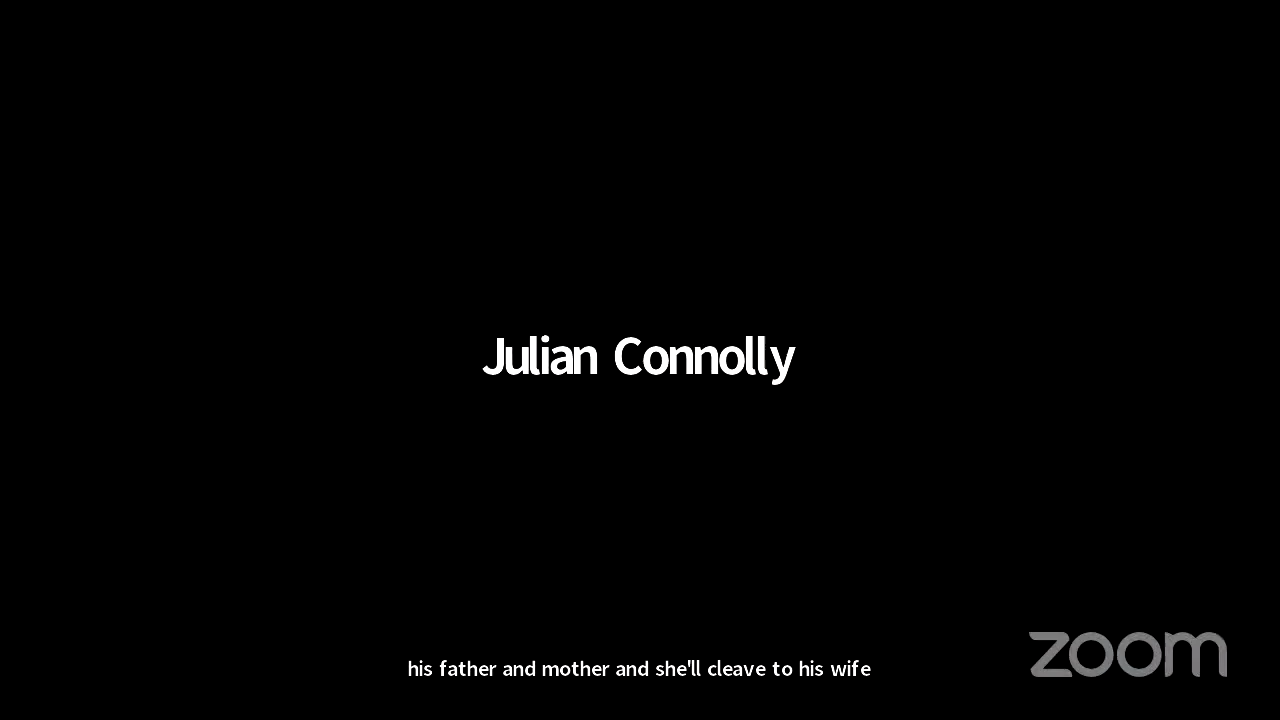 Julian Connolly
his father and mother and she'll cleave to his wife
zoom